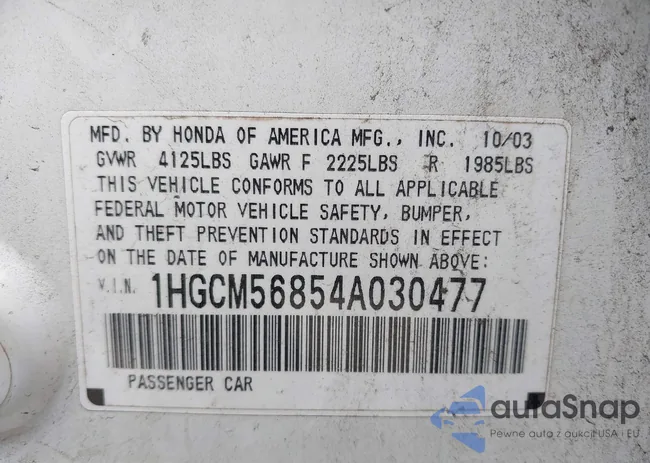 MFD. BY HONDA OF AMERICA MFG., INC. 10/03
GVWR 4125LBS GAWR F 2225LBS R 1985LBS
THIS VEHICLE CONFORMS TO ALL APPLICABLE
FEDERAL MOTOR VEHICLE SAFETY, BUMPER,
AND THEFT PREVENTION STANDARDS IN EFFECT
ON THE DATE OF MANUFACTURE SHOWN ABOVE:
V.I.N. 1HGCM56854A030477
PASSENGER CAR
autaSnap
Pewne auta z aukcji USA i EU